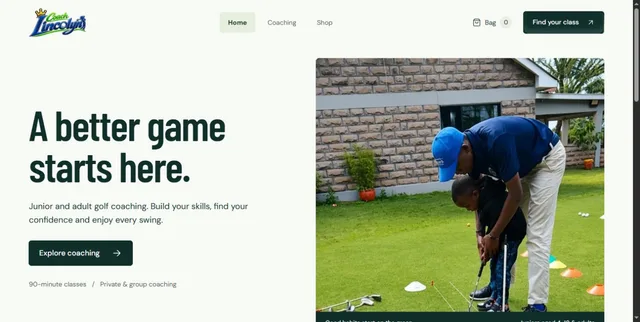 Coach
Lincolyn
Home
Coaching
Shop
Bag 0
Find your class
A better game
starts here.
Junior and adult golf coaching. Build your skills, find your
confidence and enjoy every swing.
Explore coaching
90-minute classes / Private & group coaching